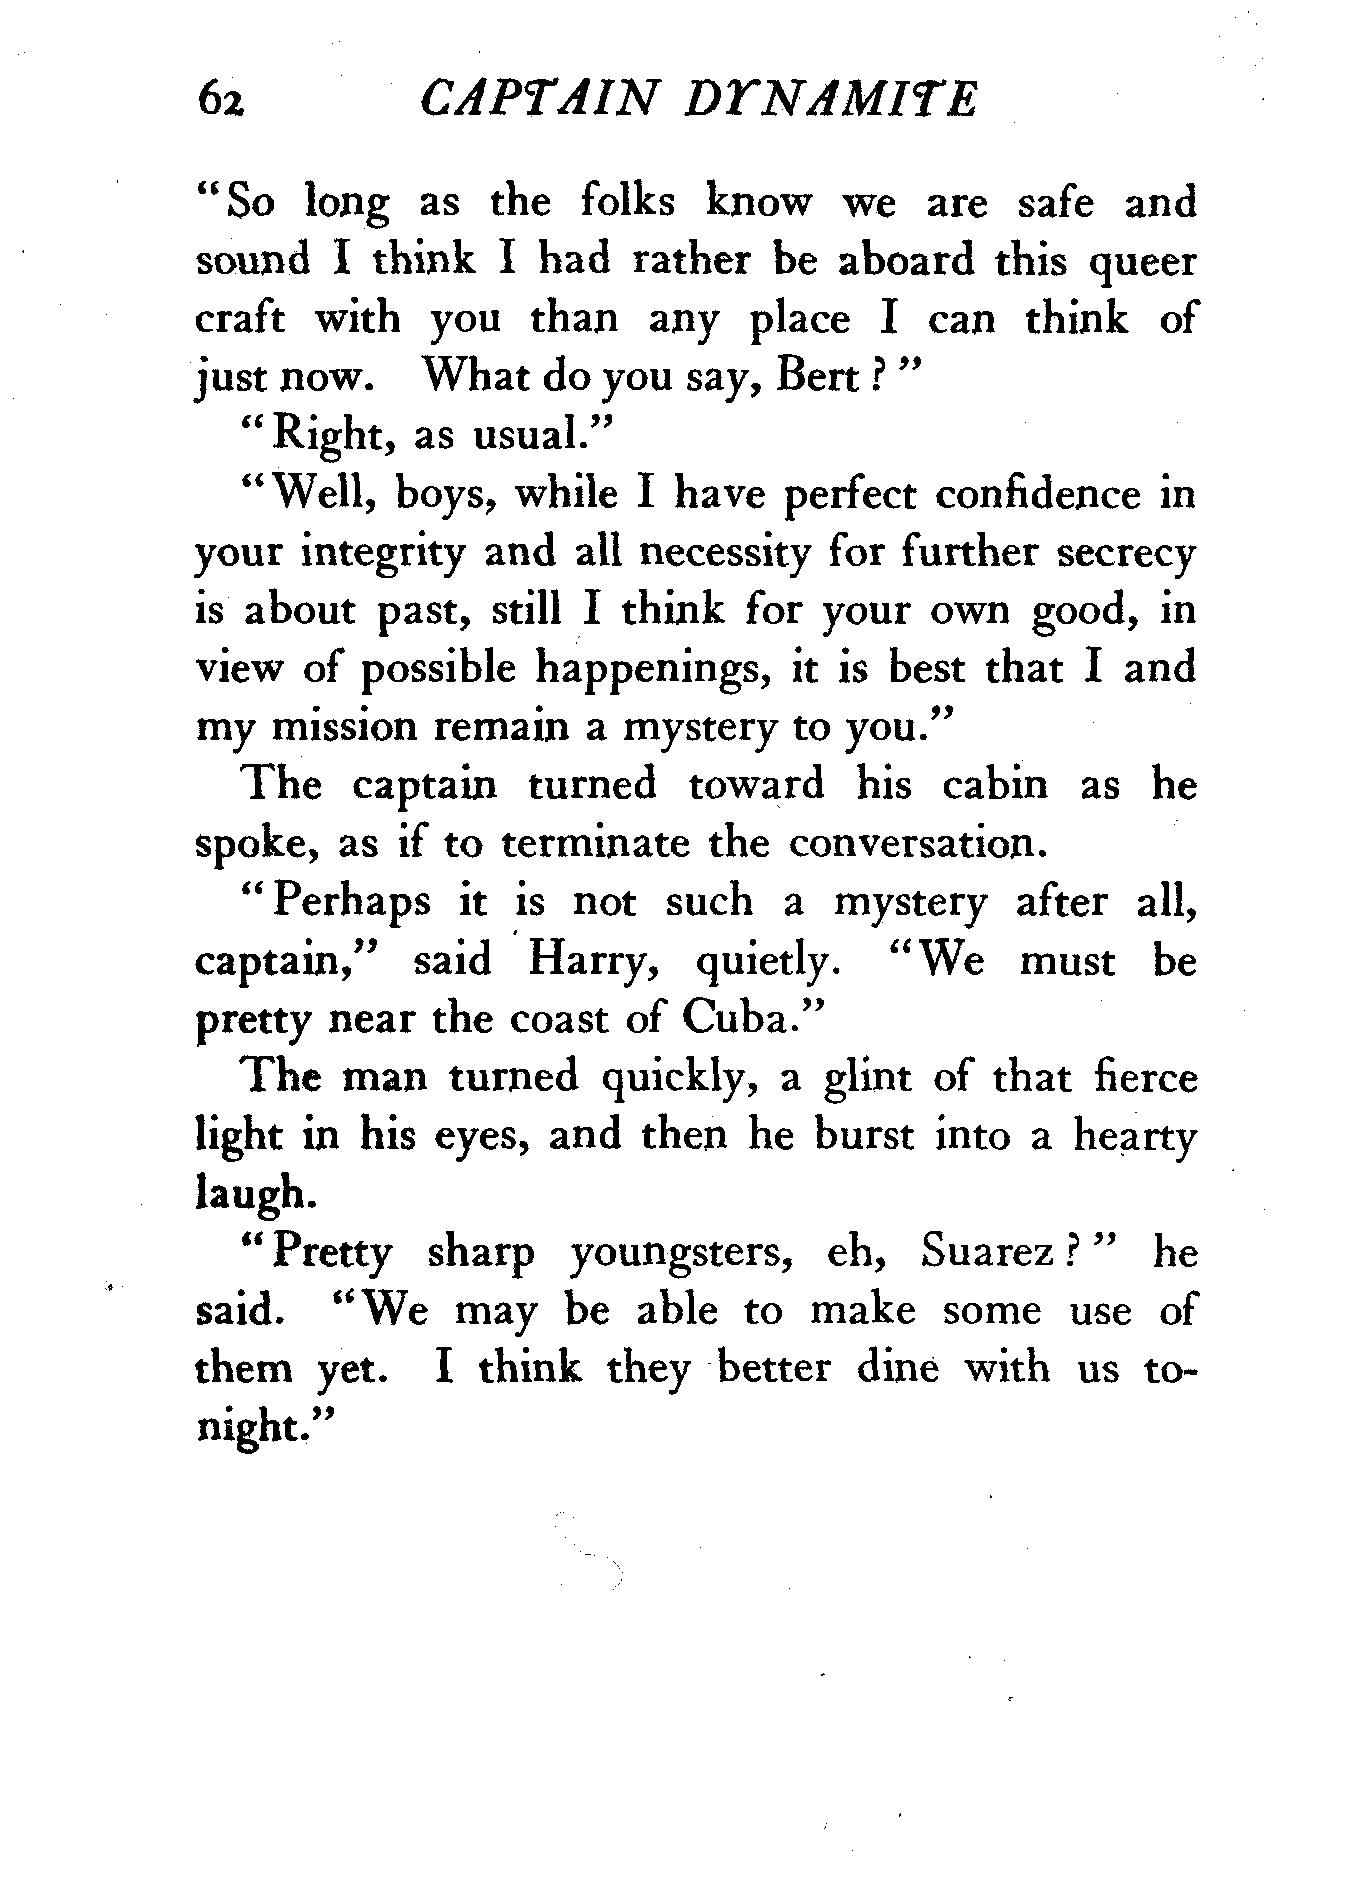 62 CAPTAIN DYNAMITE
"So long as the folks know we are safe and
sound I think I had rather be aboard this queer
craft with you than any place I can think of
just now. What do you say, Bert?"
"Right, as usual."
"Well, boys, while I have perfect confidence in
your integrity and all necessity for further secrecy
is about past, still I think for your own good, in
view of possible happenings, it is best that I and
my mission remain a mystery to you."
The captain turned toward his cabin as he
spoke, as if to terminate the conversation.
"Perhaps it is not such a mystery after all,
captain," said Harry, quietly. "We must be
pretty near the coast of Cuba."
The man turned quickly, a glint of that fierce
light in his eyes, and then he burst into a hearty
laugh.
"Pretty sharp youngsters, eh, Suarez?" he
said. "We may be able to make some use of
them yet. I think they better dine with us to-
night."